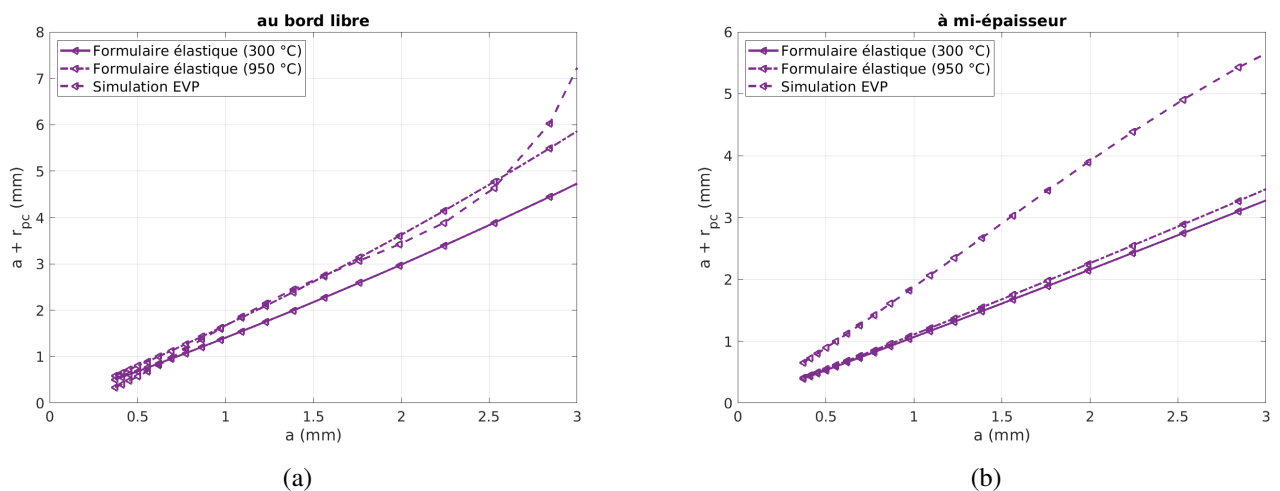 au bord libre
8
7
6
5
4
3
2
1
0
a + r_pc (mm)
Formulaire élastique (300 °C)
Formulaire élastique (950 °C)
Simulation EVP
0 0.5 1 1.5 2 2.5 3
a (mm)
(a)
à mi-épaisseur
6
5
4
3
2
1
0
a + r_pc (mm)
Formulaire élastique (300 °C)
Formulaire élastique (950 °C)
Simulation EVP
0 0.5 1 1.5 2 2.5 3
a (mm)
(b)